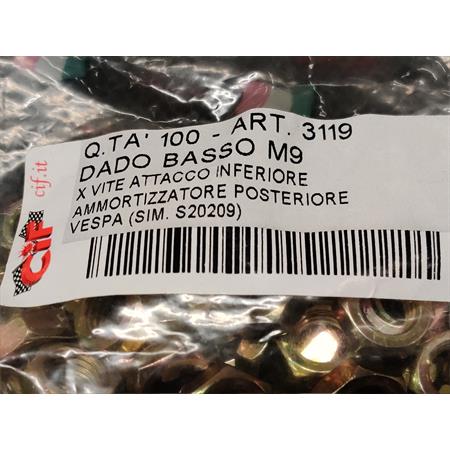 Q.TA' 100 - ART. 3119
DADO BASSO M9
X VITE ATTACCO INFERIORE
AMMORTIZZATORE POSTERIORE
VESPA (SIM. S20209)
CIF
cif.it